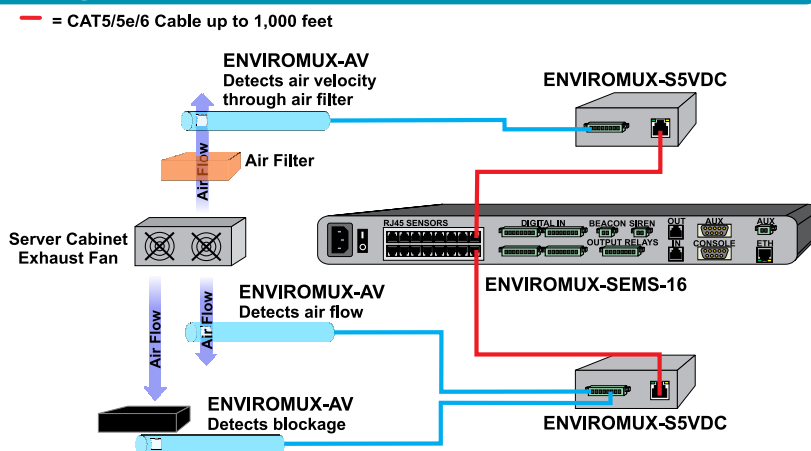 = CAT5/5e/6 Cable up to 1,000 feet
ENVIROMUX-AV
Detects air velocity
through air filter
ENVIROMUX-S5VDC
Air Flow
Air Filter
Server Cabinet
Exhaust Fan
RJ45 SENSORS
DIGITAL IN
BEACON SIREN
OUTPUT RELAYS
OUT
IN
AUX
CONSOLE
AUX
ETH
ENVIROMUX-SEMS-16
Air Flow
Air Flow
ENVIROMUX-AV
Detects air flow
ENVIROMUX-AV
Detects blockage
ENVIROMUX-S5VDC